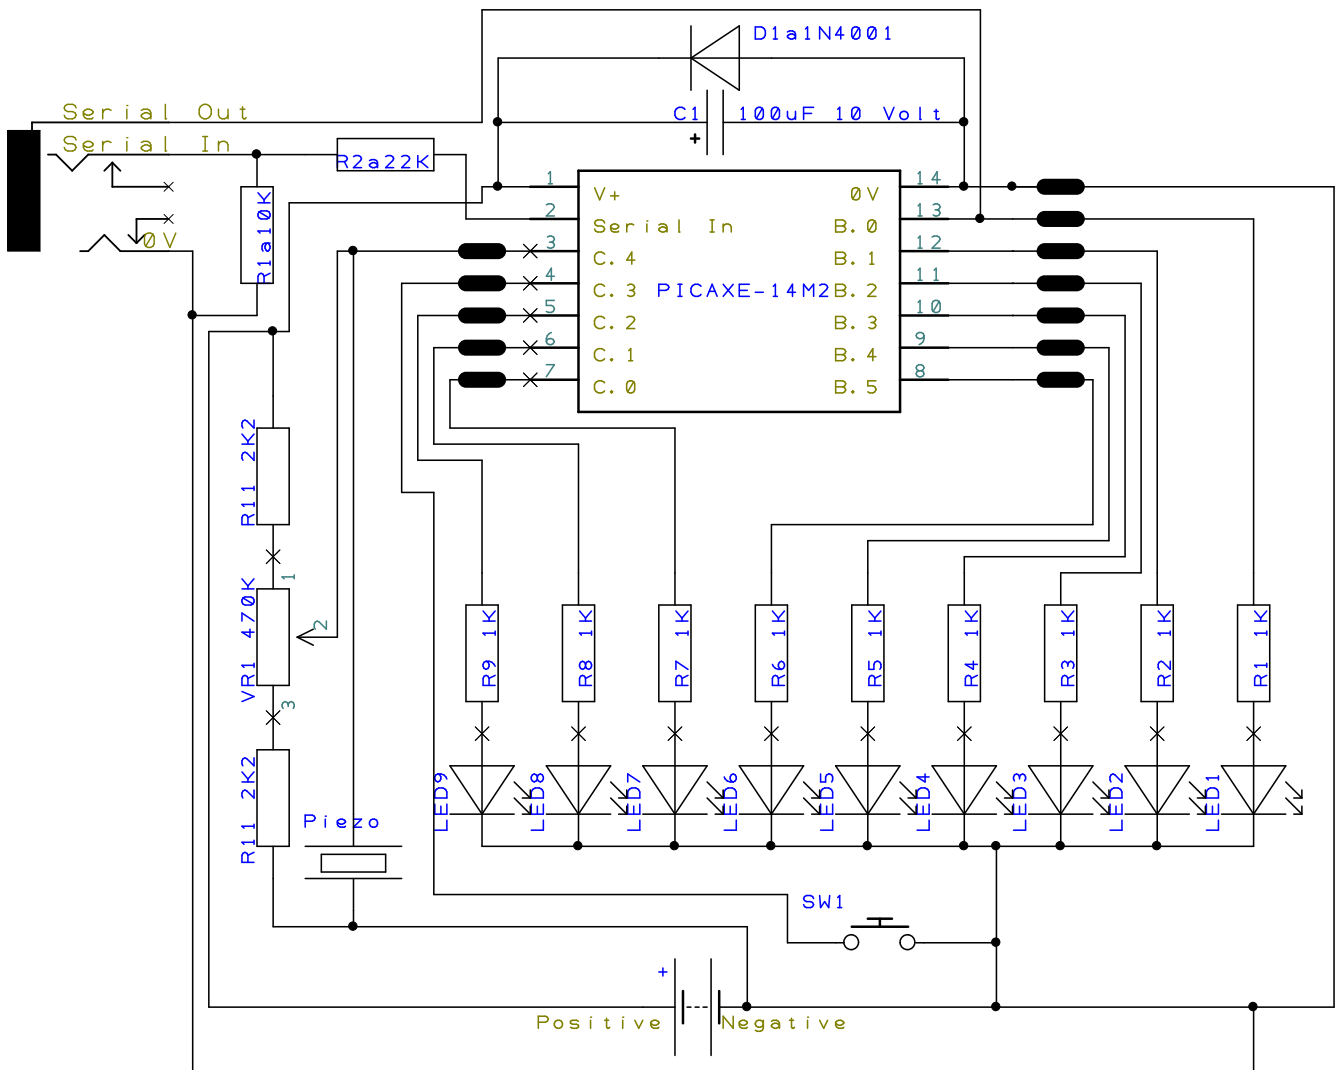 D1a1N4001
Serial Out
C1 100uF 10 Volt
+
Serial In
R2a22K
1
V+
0V
14
2
Serial In
B.0
13
0V
R1a10K
3
C.4
B.1
12
4
C.3
PICAXE-14M2
B.2
11
5
C.2
B.3
10
6
C.1
B.4
9
7
C.0
B.5
8
R11 2K2
1
VR1 470K
2
3
R9 1K
R8 1K
R7 1K
R6 1K
R5 1K
R4 1K
R3 1K
R2 1K
R1 1K
R11 2K2
LED9
LED8
LED7
LED6
LED5
LED4
LED3
LED2
LED1
Piezo
SW1
+
Positive
Negative